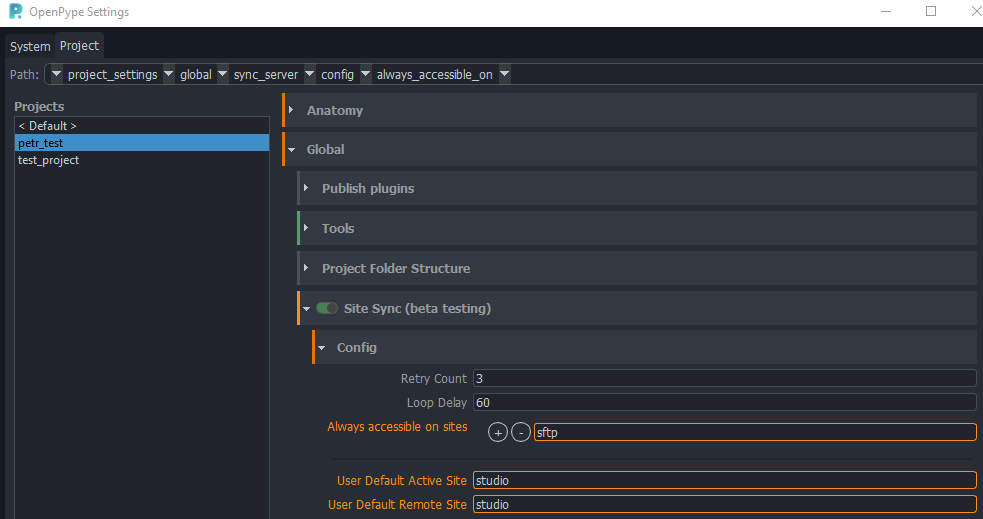 OpenPype Settings
System Project
Path: project_settings global sync_server config always_accessible_on
Projects
< Default >
petr_test
test_project
Anatomy
Global
Publish plugins
Tools
Project Folder Structure
Site Sync (beta testing)
Config
Retry Count 3
Loop Delay 60
Always accessible on sites + - sftp
User Default Active Site studio
User Default Remote Site studio